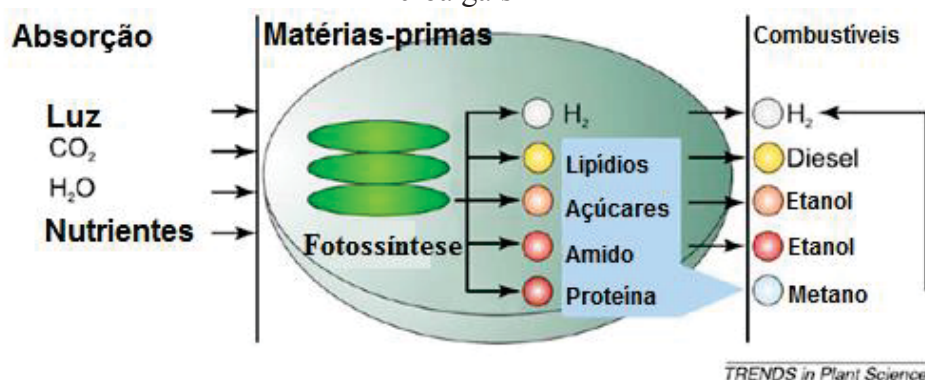 Absorção
Matérias-primas
Combustíveis
Luz
CO₂
H₂O
Nutrientes
Fotossíntese
H₂
Lipídios
Açúcares
Amido
Proteína
H₂
Diesel
Etanol
Etanol
Metano
TRENDS in Plant Science